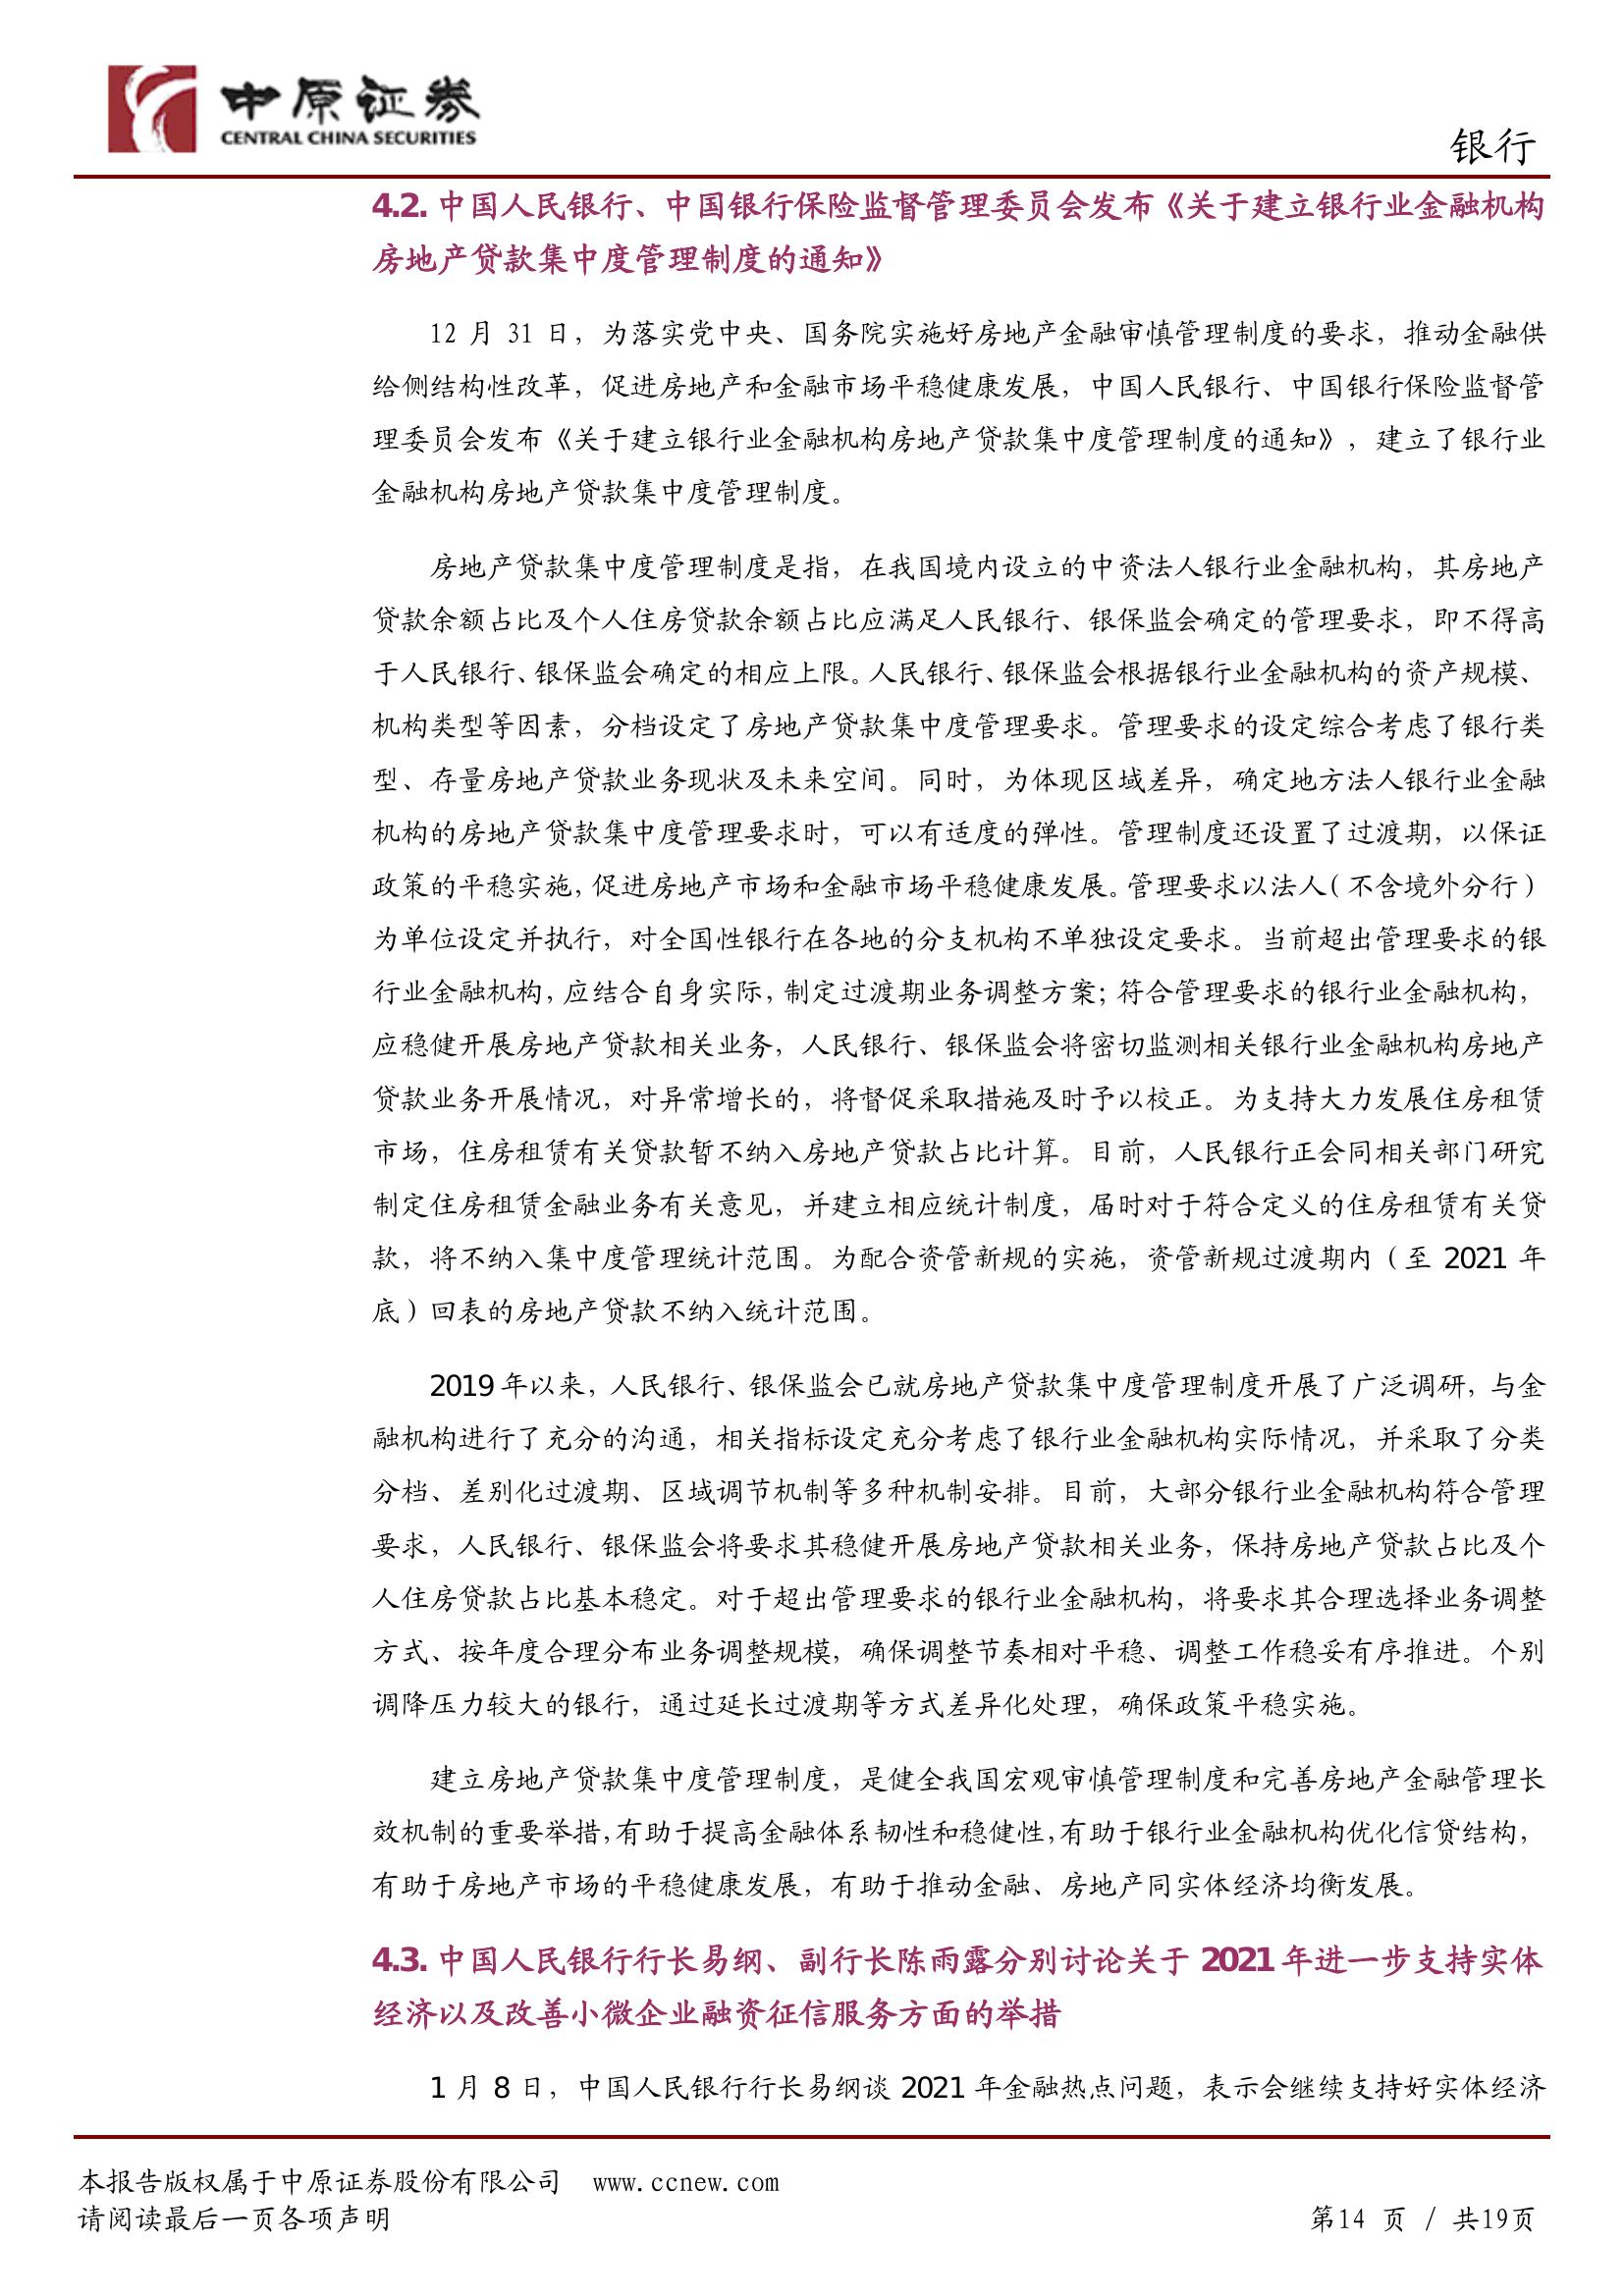 中原证券
CENTRAL CHINA SECURITIES
银行
4.2. 中国人民银行、中国银行保险监督管理委员会发布《关于建立银行业金融机构
房地产贷款集中度管理制度的通知》
12 月 31 日，为落实党中央、国务院实施好房地产金融审慎管理制度的要求，推动金融供
给侧结构性改革，促进房地产和金融市场平稳健康发展，中国人民银行、中国银行保险监督管
理委员会发布《关于建立银行业金融机构房地产贷款集中度管理制度的通知》，建立了银行业
金融机构房地产贷款集中度管理制度。
房地产贷款集中度管理制度是指，在我国境内设立的中资法人银行业金融机构，其房地产
贷款余额占比及个人住房贷款余额占比应满足人民银行、银保监会确定的管理要求，即不得高
于人民银行、银保监会确定的相应上限。人民银行、银保监会根据银行业金融机构的资产规模、
机构类型等因素，分档设定了房地产贷款集中度管理要求。管理要求的设定综合考虑了银行类
型、存量房地产贷款业务现状及未来空间。同时，为体现区域差异，确定地方法人银行业金融
机构的房地产贷款集中度管理要求时，可以有适度的弹性。管理制度还设置了过渡期，以保证
政策的平稳实施，促进房地产市场和金融市场平稳健康发展。管理要求以法人（不含境外分行）
为单位设定并执行，对全国性银行在各地的分支机构不单独设定要求。当前超出管理要求的银
行业金融机构，应结合自身实际，制定过渡期业务调整方案；符合管理要求的银行业金融机构，
应稳健开展房地产贷款相关业务，人民银行、银保监会将密切监测相关银行业金融机构房地产
贷款业务开展情况，对异常增长的，将督促采取措施及时予以校正。为支持大力发展住房租赁
市场，住房租赁有关贷款暂不纳入房地产贷款占比计算。目前，人民银行正会同相关部门研究
制定住房租赁金融业务有关意见，并建立相应统计制度，届时对于符合定义的住房租赁有关贷
款，将不纳入集中度管理统计范围。为配合资管新规的实施，资管新规过渡期内（至 2021 年
底）回表的房地产贷款不纳入统计范围。
2019 年以来，人民银行、银保监会已就房地产贷款集中度管理制度开展了广泛调研，与金
融机构进行了充分的沟通，相关指标设定充分考虑了银行业金融机构实际情况，并采取了分类
分档、差别化过渡期、区域调节机制等多种机制安排。目前，大部分银行业金融机构符合管理
要求，人民银行、银保监会将要求其稳健开展房地产贷款相关业务，保持房地产贷款占比及个
人住房贷款占比基本稳定。对于超出管理要求的银行业金融机构，将要求其合理选择业务调整
方式、按年度合理分布业务调整规模，确保调整节奏相对平稳、调整工作稳妥有序推进。个别
调降压力较大的银行，通过延长过渡期等方式差异化处理，确保政策平稳实施。
建立房地产贷款集中度管理制度，是健全我国宏观审慎管理制度和完善房地产金融管理长
效机制的重要举措，有助于提高金融体系韧性和稳健性，有助于银行业金融机构优化信贷结构，
有助于房地产市场的平稳健康发展，有助于推动金融、房地产同实体经济均衡发展。
4.3. 中国人民银行行长易纲、副行长陈雨露分别讨论关于 2021 年进一步支持实体
经济以及改善小微企业融资征信服务方面的举措
1 月 8 日，中国人民银行行长易纲谈 2021 年金融热点问题，表示会继续支持好实体经济
本报告版权属于中原证券股份有限公司 www.ccnew.com
请阅读最后一页各项声明
第14 页 / 共19页